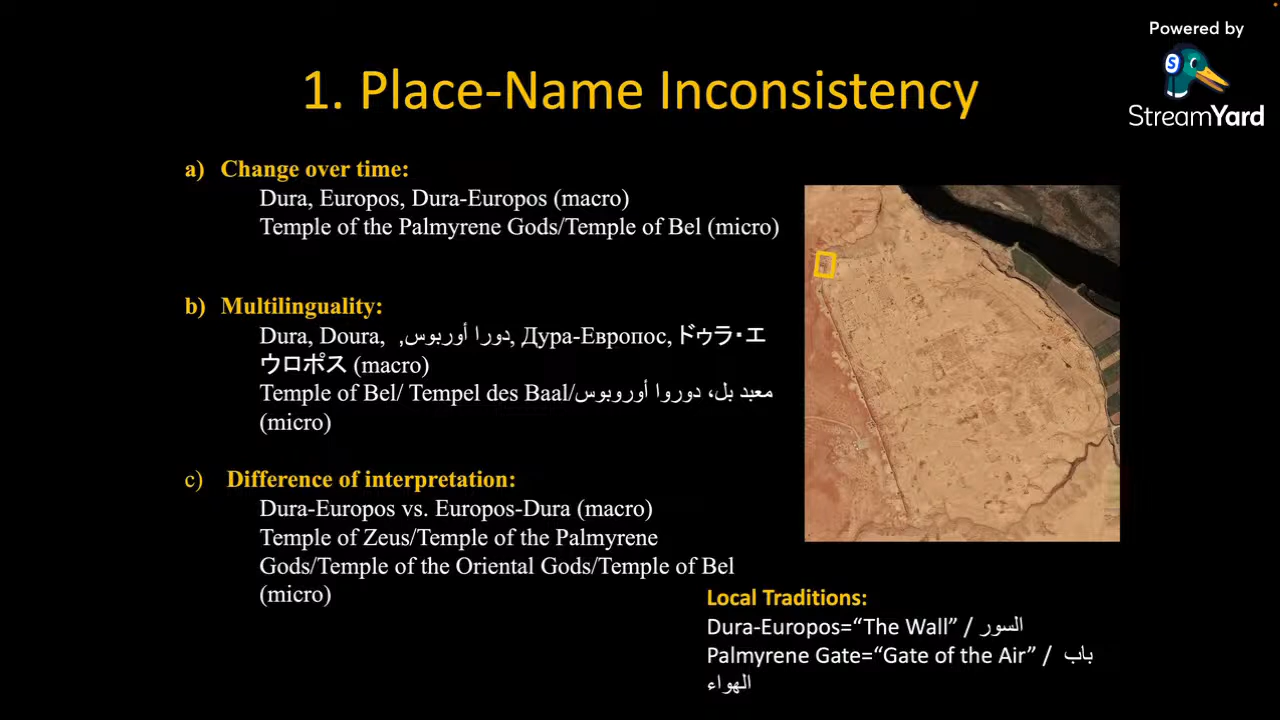 Powered by
StreamYard
1. Place-Name Inconsistency
a) Change over time:
Dura, Europos, Dura-Europos (macro)
Temple of the Palmyrene Gods/Temple of Bel (micro)
b) Multilinguality:
Dura, Doura, دورا أوربوس, ,Дура-Европос, ドゥラ・エ
ウロポス (macro)
Temple of Bel/ Tempel des Baal/معبد بل، دوروا أوروبوس
(micro)
c) Difference of interpretation:
Dura-Europos vs. Europos-Dura (macro)
Temple of Zeus/Temple of the Palmyrene
Gods/Temple of the Oriental Gods/Temple of Bel
(micro)
Local Traditions:
Dura-Europos=“The Wall” / السور
Palmyrene Gate=“Gate of the Air” / باب
الهواء